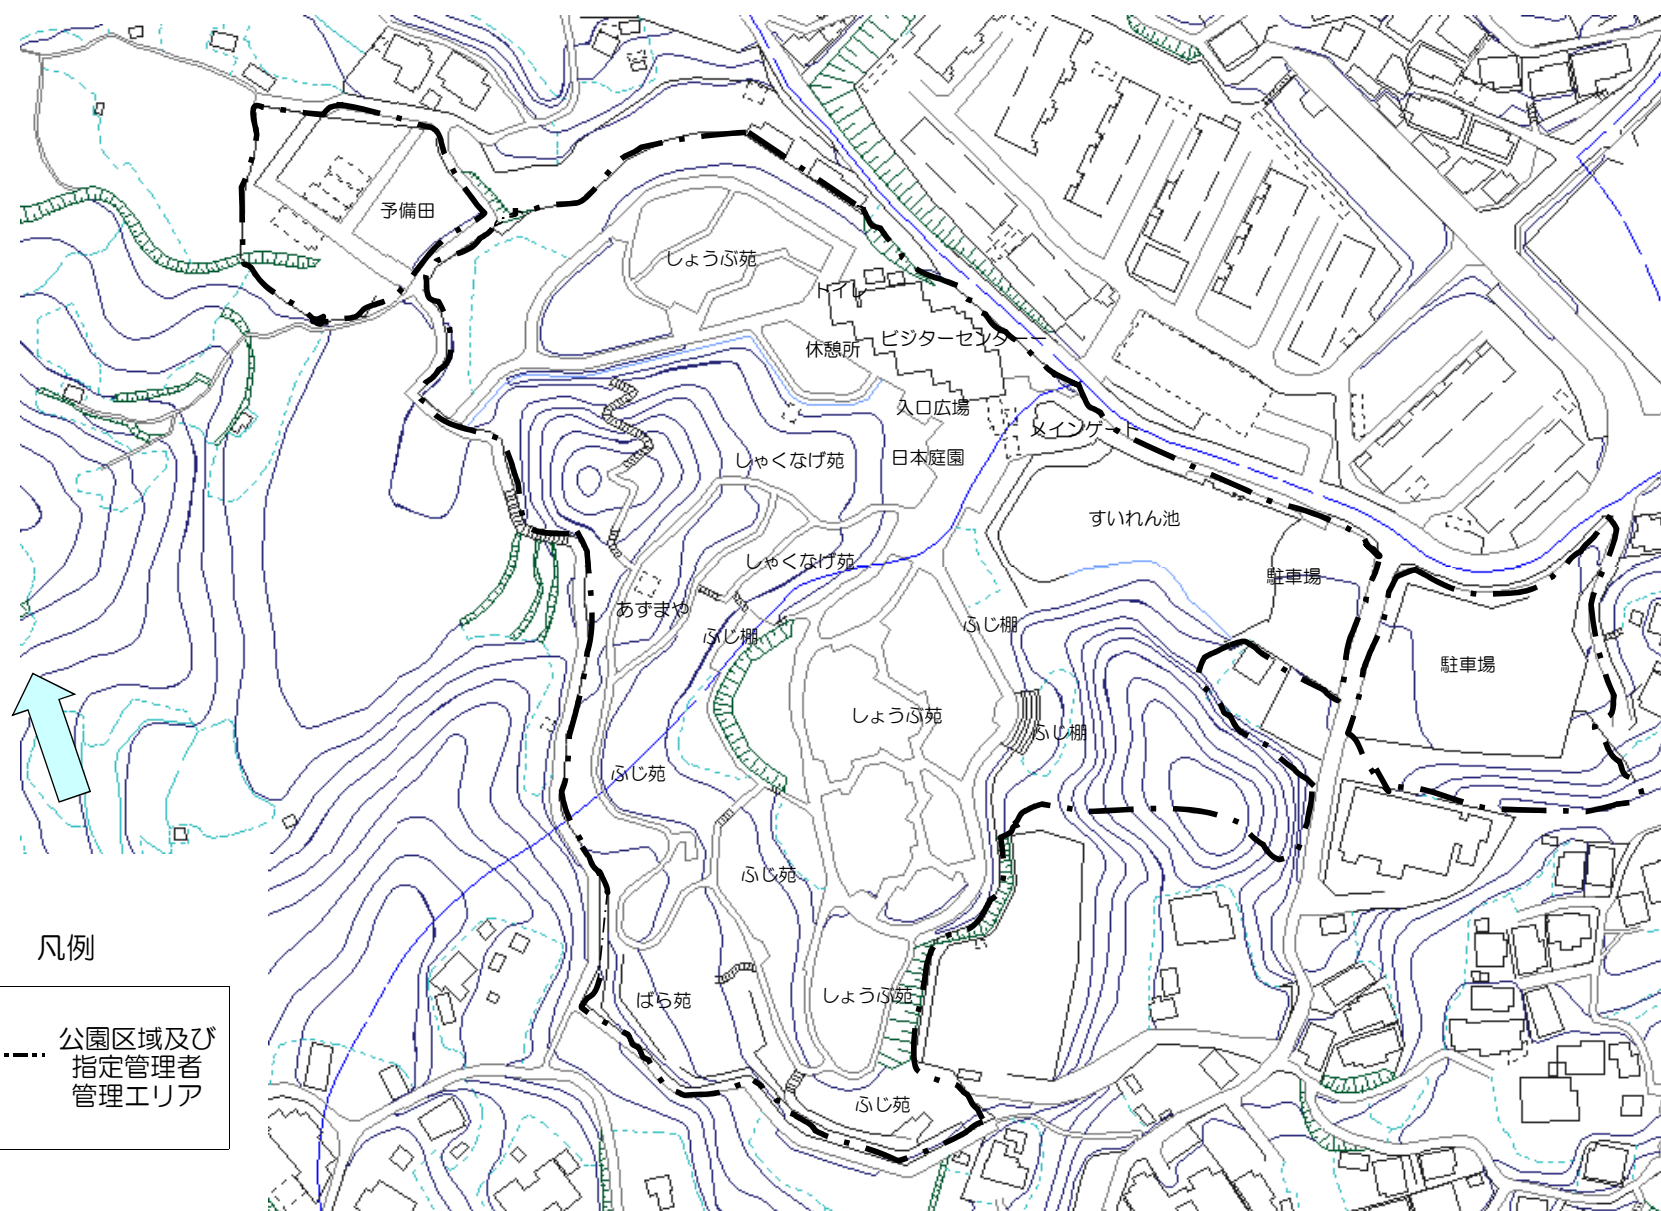 予備田
しょうぶ苑
トイレ
ビジターセンター
休憩所
入口広場
メインゲート
日本庭園
しゃくなげ苑
すいれん池
しゃくなげ苑
駐車場
あずまや
ふじ棚
ふじ棚
駐車場
しょうぶ苑
ふじ棚
ふじ苑
ふじ苑
ばら苑
しょうぶ苑
ふじ苑
凡例
公園区域及び
指定管理者
管理エリア